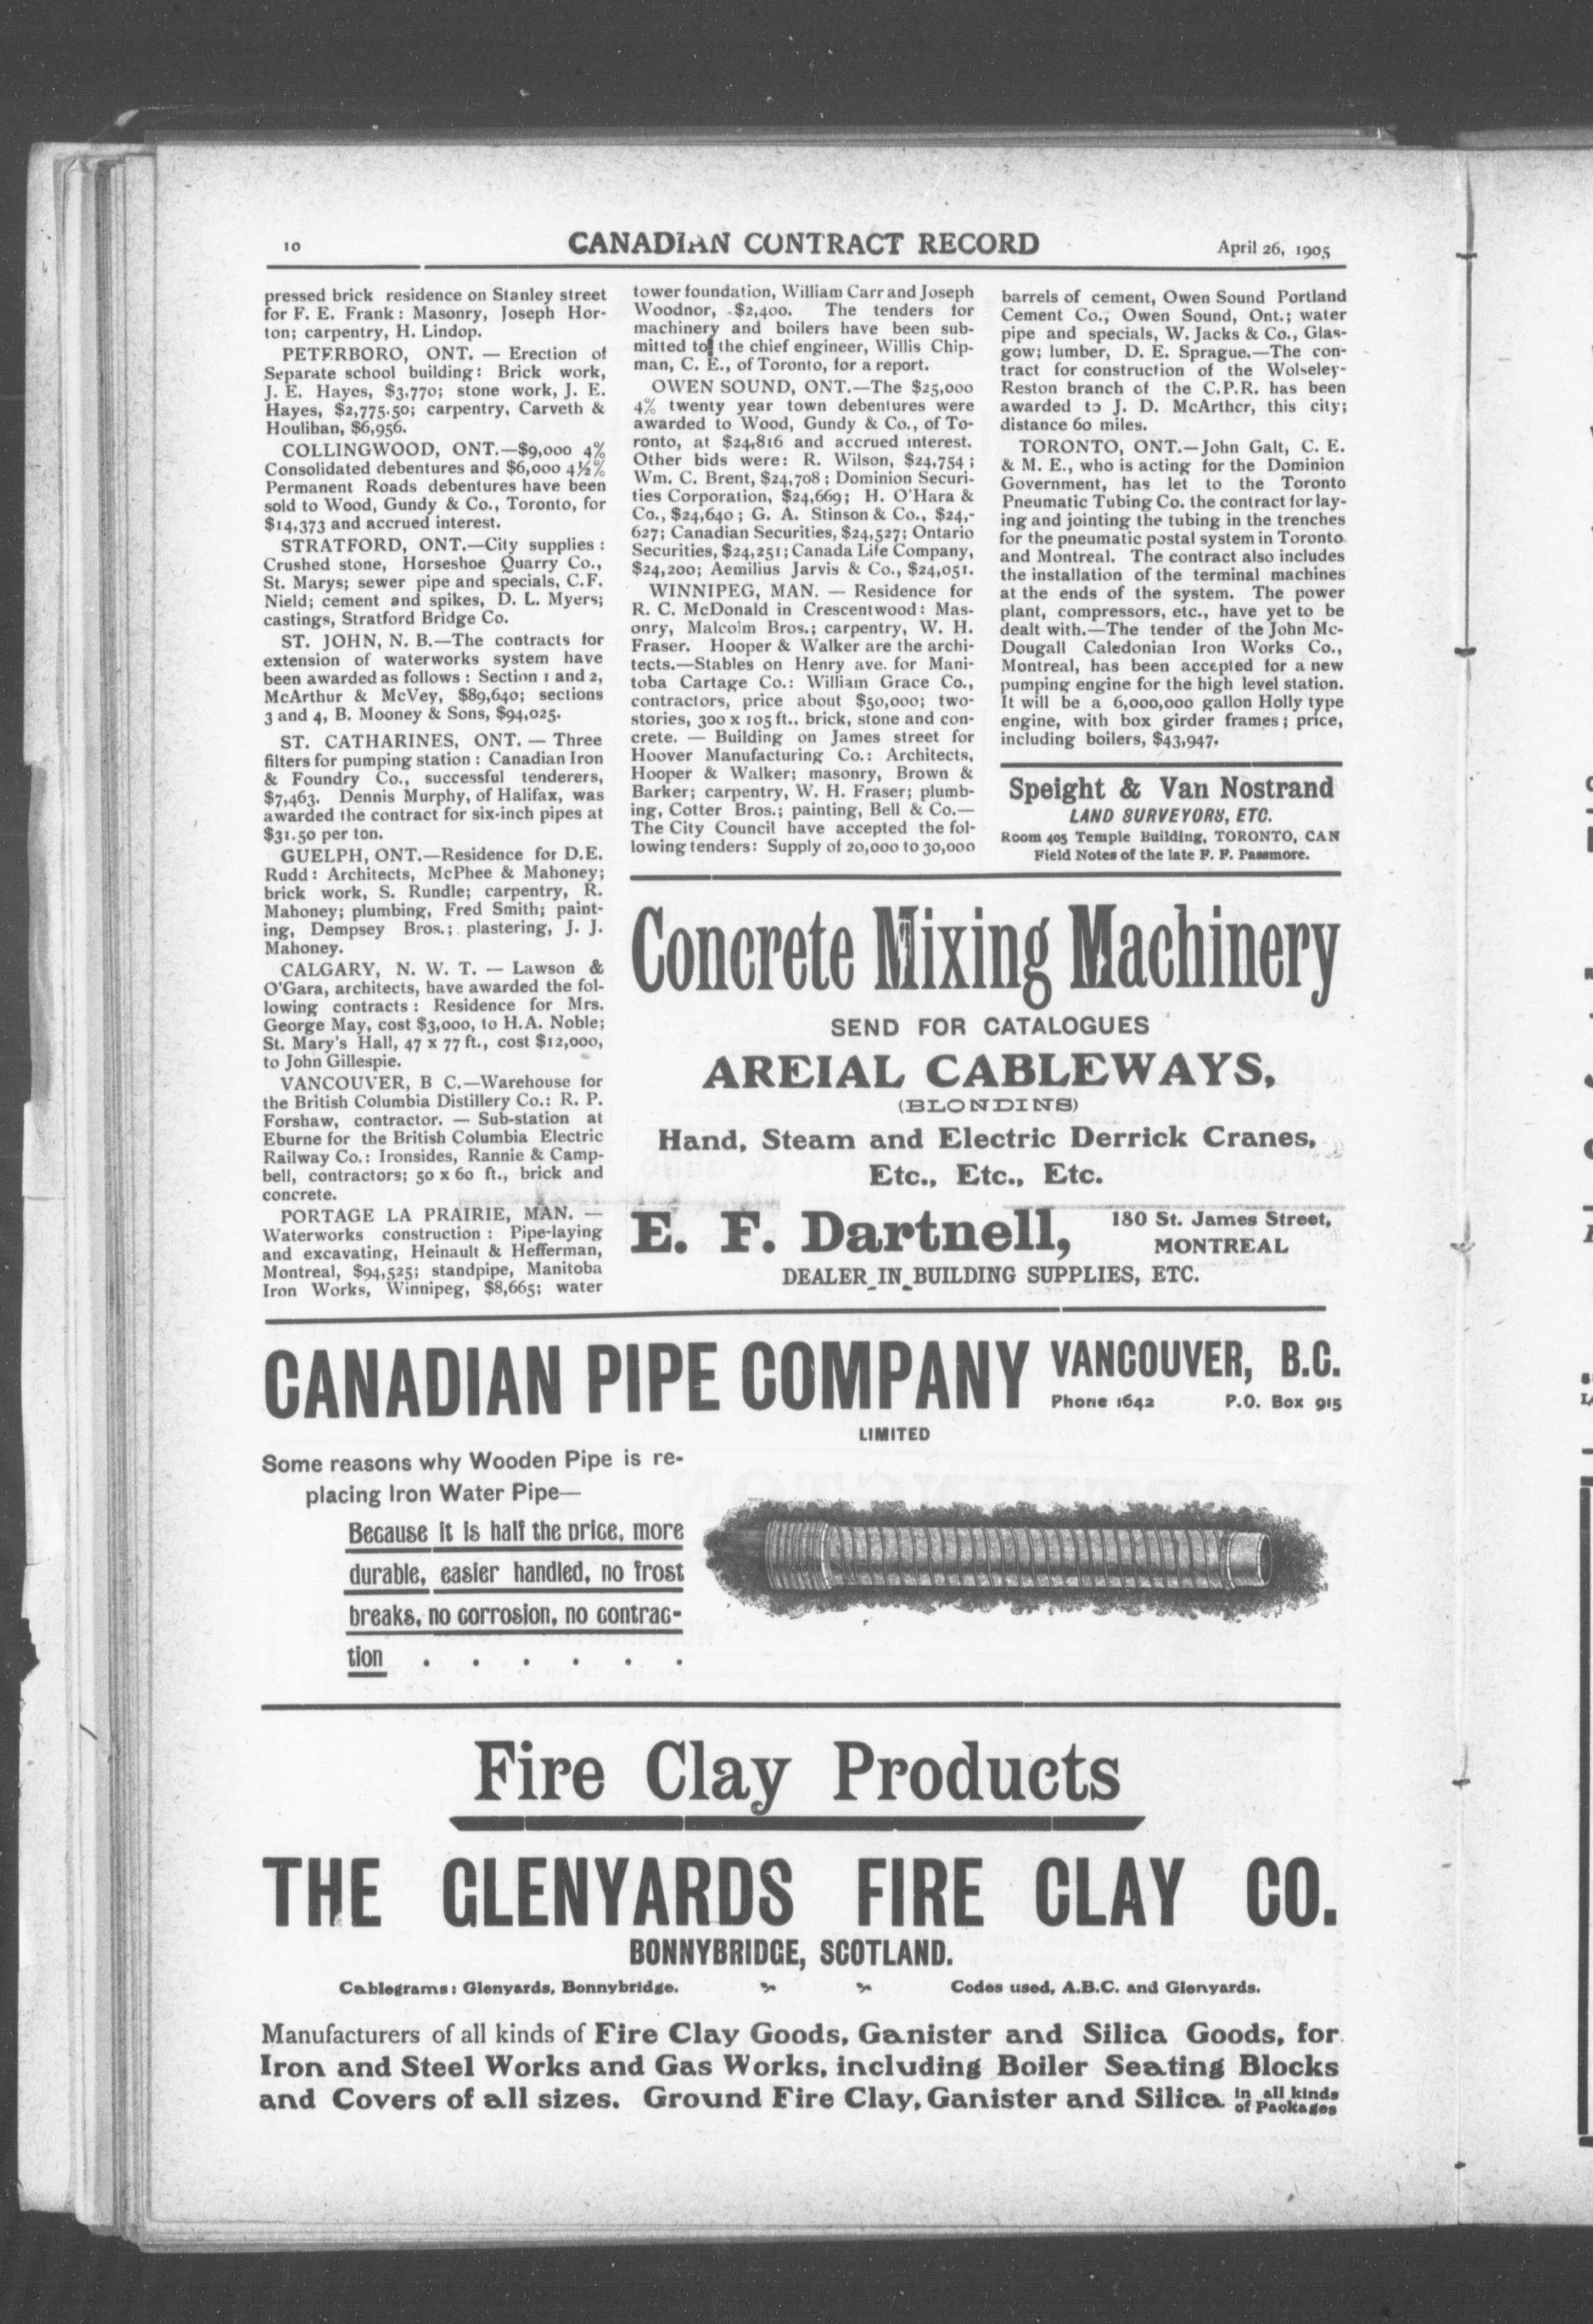 10
CANADIAN CONTRACT RECORD
April 26, 1905
pressed brick residence on Stanley street
for F. E. Frank : Masonry, Joseph Hor-
ton; carpentry, H. Lindop.
PETERBORO, ONT. — Erection of
Separate school building: Brick work,
J. E. Hayes, $3,770; stone work, J. E.
Hayes, $2,775.50; carpentry, Carveth &
Houlihan, $6,956.
COLLINGWOOD, ONT.—$9,000 4%
Consolidated debentures and $6,000 4½%
Permanent Roads debentures have been
sold to Wood, Gundy & Co., Toronto, for
$14,373 and accrued interest.
STRATFORD, ONT.—City supplies :
Crushed stone, Horseshoe Quarry Co.,
St. Marys; sewer pipe and specials, C. F.
Nield; cement and spikes, D. L. Myers;
castings, Stratford Bridge Co.
ST. JOHN, N. B.—The contracts for
extension of waterworks system have
been awarded as follows : Section 1 and 2,
McArthur & McVey, $89,640; sections
3 and 4, B. Mooney & Sons, $94,025.
ST. CATHARINES, ONT. — Three
filters for pumping station : Canadian Iron
& Foundry Co., successful tenderers,
$7,463. Dennis Murphy, of Halifax, was
awarded the contract for six-inch pipes at
$31.50 per ton.
GUELPH, ONT.—Residence for D. E.
Rudd : Architects, McPhee & Mahoney;
brick work, S. Rundle; carpentry, R.
Mahoney; plumbing, Fred Smith; paint-
ing, Dempsey Bros.; plastering, J. J.
Mahoney.
CALGARY, N. W. T. — Lawson &
O'Gara, architects, have awarded the fol-
lowing contracts : Residence for Mrs.
George May, cost $3,000, to H. A. Noble;
St. Mary's Hall, 47 x 77 ft., cost $12,000,
to John Gillespie.
VANCOUVER, B C.—Warehouse for
the British Columbia Distillery Co.: R. P.
Forshaw, contractor. — Sub-station at
Eburne for the British Columbia Electric
Railway Co.: Ironsides, Rannie & Camp-
bell, contractors; 50 x 60 ft., brick and
concrete.
PORTAGE LA PRAIRIE, MAN. —
Waterworks construction : Pipe-laying
and excavating, Heinault & Hefferman,
Montreal, $94,525; standpipe, Manitoba
Iron Works, Winnipeg, $8,665; water
tower foundation, William Carr and Joseph
Woodnor, $2,400. The tenders for
machinery and boilers have been sub-
mitted to the chief engineer, Willis Chip-
man, C. E., of Toronto, for a report.
OWEN SOUND, ONT.—The $25,000
4% twenty year town debentures were
awarded to Wood, Gundy & Co., of To-
ronto, at $24,816 and accrued interest.
Other bids were: R. Wilson, $24,754 ;
Wm. C. Brent, $24,708 ; Dominion Securi-
ties Corporation, $24,669; H. O'Hara &
Co., $24,640 ; G. A. Stinson & Co., $24,-
627; Canadian Securities, $24,527; Ontario
Securities, $24,251; Canada Life Company,
$24,200; Aemilius Jarvis & Co., $24,051.
WINNIPEG, MAN. — Residence for
R. C. McDonald in Crescentwood: Mas-
onry, Malcolm Bros.; carpentry, W. H.
Fraser. Hooper & Walker are the archi-
tects.—Stables on Henry ave. for Mani-
toba Cartage Co.: William Grace Co.,
contractors, price about $50,000; two-
stories, 300 x 105 ft., brick, stone and con-
crete. — Building on James street for
Hoover Manufacturing Co.: Architects,
Hooper & Walker; masonry, Brown &
Barker; carpentry, W. H. Fraser; plumb-
ing, Cotter Bros.; painting, Bell & Co.—
The City Council have accepted the fol-
lowing tenders: Supply of 20,000 to 30,000
barrels of cement, Owen Sound Portland
Cement Co., Owen Sound, Ont.; water
pipe and specials, W. Jacks & Co., Glas-
gow; lumber, D. E. Sprague.—The con-
tract for construction of the Wolseley-
Reston branch of the C.P.R. has been
awarded to J. D. McArthcr, this city;
distance 60 miles.
TORONTO, ONT.—John Galt, C. E.
& M. E., who is acting for the Dominion
Government, has let to the Toronto
Pneumatic Tubing Co. the contract for lay-
ing and jointing the tubing in the trenches
for the pneumatic postal system in Toronto
and Montreal. The contract also includes
the installation of the terminal machines
at the ends of the system. The power
plant, compressors, etc., have yet to be
dealt with.—The tender of the John Mc-
Dougall Caledonian Iron Works Co.,
Montreal, has been accepted for a new
pumping engine for the high level station.
It will be a 6,000,000 gallon Holly type
engine, with box girder frames ; price,
including boilers, $43,947.
Speight & Van Nostrand
LAND SURVEYORS, ETC.
Room 405 Temple Building, TORONTO, CAN
Field Notes of the late F. F. Passmore.
Concrete Mixing Machinery
SEND FOR CATALOGUES
AREIAL CABLEWAYS,
(BLONDINS)
Hand, Steam and Electric Derrick Cranes,
Etc., Etc., Etc.
E. F. Dartnell,
180 St. James Street,
MONTREAL
DEALER IN BUILDING SUPPLIES, ETC.
CANADIAN PIPE COMPANY
LIMITED
VANCOUVER, B.C.
Phone 1642 P.O. Box 915
Some reasons why Wooden Pipe is re-
placing Iron Water Pipe—
Because it is half the price, more
durable, easier handled, no frost
breaks, no corrosion, no contrac-
tion . . . . . .
Fire Clay Products
THE GLENYARDS FIRE CLAY CO.
BONNYBRIDGE, SCOTLAND.
Cablegrams: Glenyards, Bonnybridge. Codes used, A.B.C. and Glenyards.
Manufacturers of all kinds of Fire Clay Goods, Ganister and Silica Goods, for
Iron and Steel Works and Gas Works, including Boiler Seating Blocks
and Covers of all sizes. Ground Fire Clay, Ganister and Silica in all kinds
of Packages